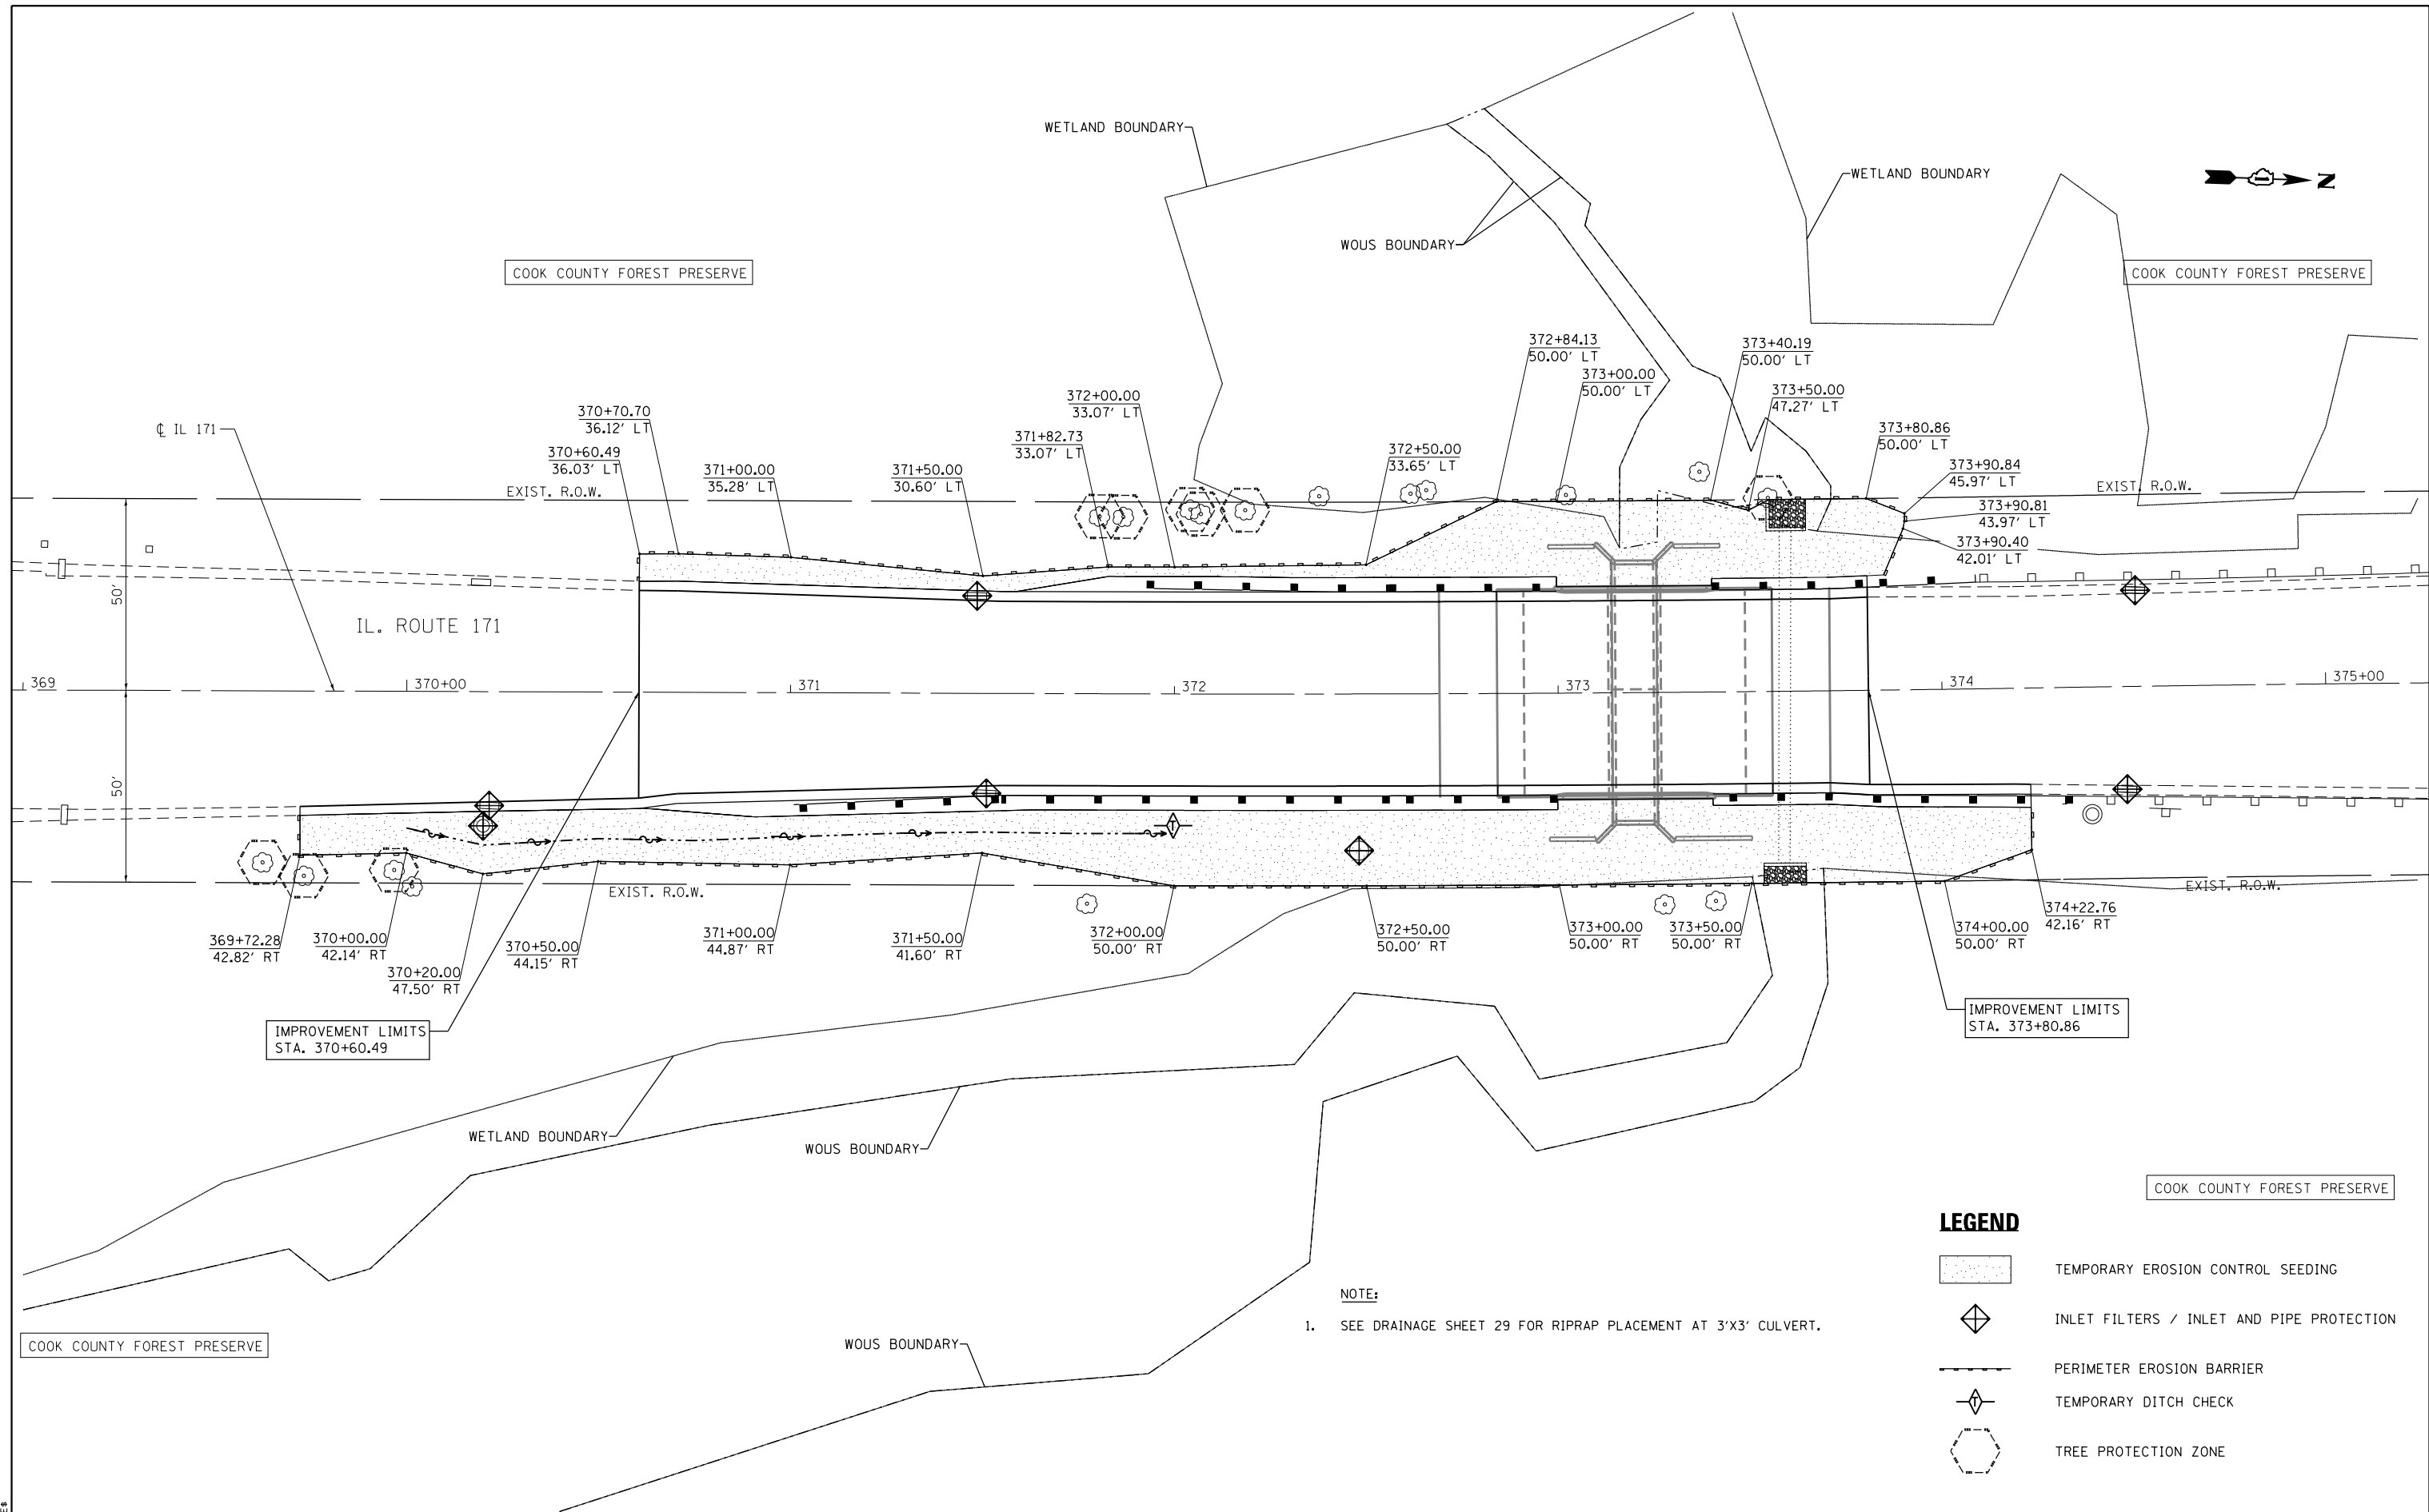 WETLAND BOUNDARY
WETLAND BOUNDARY
N
WOUS BOUNDARY
COOK COUNTY FOREST PRESERVE
COOK COUNTY FOREST PRESERVE
372+84.13
50.00' LT
373+40.19
50.00' LT
373+00.00
50.00' LT
373+50.00
47.27' LT
372+00.00
33.07' LT
370+70.70
36.12' LT
℄ IL 171
371+82.73
33.07' LT
373+80.86
50.00' LT
370+60.49
36.03' LT
372+50.00
33.65' LT
371+00.00
35.28' LT
371+50.00
30.60' LT
373+90.84
45.97' LT
EXIST. R.O.W.
EXIST. R.O.W.
373+90.81
43.97' LT
373+90.40
42.01' LT
50'
IL. ROUTE 171
369
370+00
371
372
373
374
375+00
50'
EXIST. R.O.W.
EXIST. R.O.W.
369+72.28
42.82' RT
370+00.00
42.14' RT
370+20.00
47.50' RT
370+50.00
44.15' RT
371+00.00
44.87' RT
371+50.00
41.60' RT
372+00.00
50.00' RT
372+50.00
50.00' RT
373+00.00
50.00' RT
373+50.00
50.00' RT
374+00.00
50.00' RT
374+22.76
42.16' RT
IMPROVEMENT LIMITS
STA. 370+60.49
IMPROVEMENT LIMITS
STA. 373+80.86
WETLAND BOUNDARY
WOUS BOUNDARY
COOK COUNTY FOREST PRESERVE
LEGEND
TEMPORARY EROSION CONTROL SEEDING
INLET FILTERS / INLET AND PIPE PROTECTION
PERIMETER EROSION BARRIER
T
TEMPORARY DITCH CHECK
TREE PROTECTION ZONE
NOTE:
1. SEE DRAINAGE SHEET 29 FOR RIPRAP PLACEMENT AT 3'X3' CULVERT.
WOUS BOUNDARY
COOK COUNTY FOREST PRESERVE
T